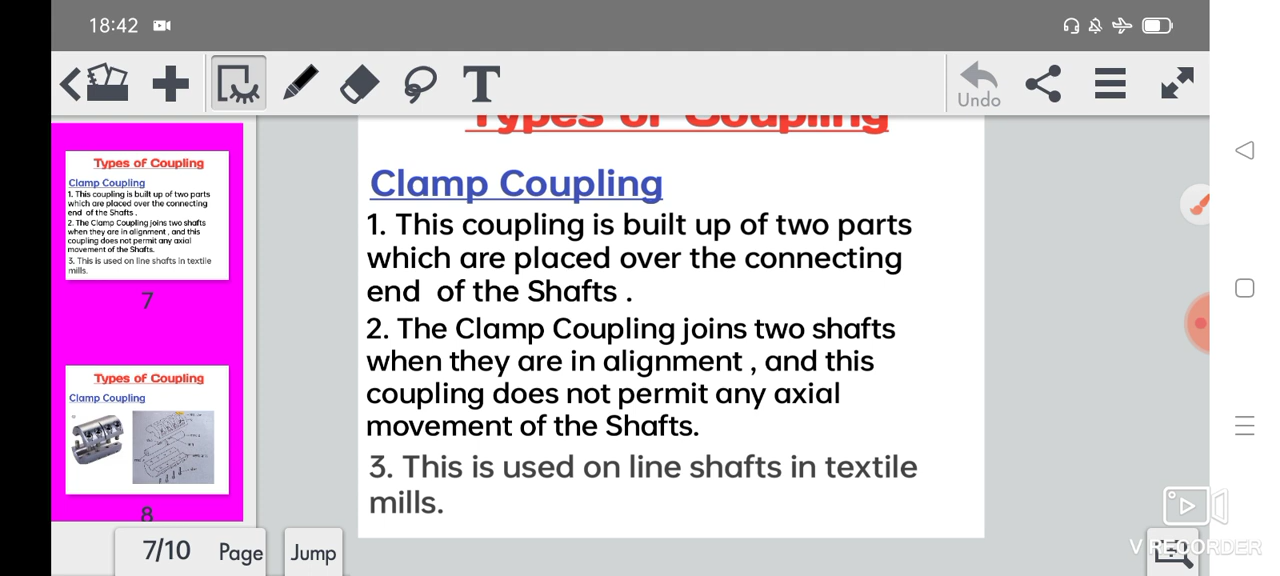 18:42
Undo
Types of Coupling
Clamp Coupling
1. This coupling is built up of two parts
which are placed over the connecting
end of the Shafts .
2. The Clamp Coupling joins two shafts
when they are in alignment , and this
coupling does not permit any axial
movement of the Shafts.
3. This is used on line shafts in textile
mills.
Types of Coupling
Clamp Coupling
1. This coupling is built up of two parts
which are placed over the connecting
end of the Shafts .
2. The Clamp Coupling joins two shafts
when they are in alignment , and this
coupling does not permit any axial
movement of the Shafts.
3. This is used on line shafts in textile
mills.
7
Types of Coupling
Clamp Coupling
8
7/10 Page Jump
V RECORDER